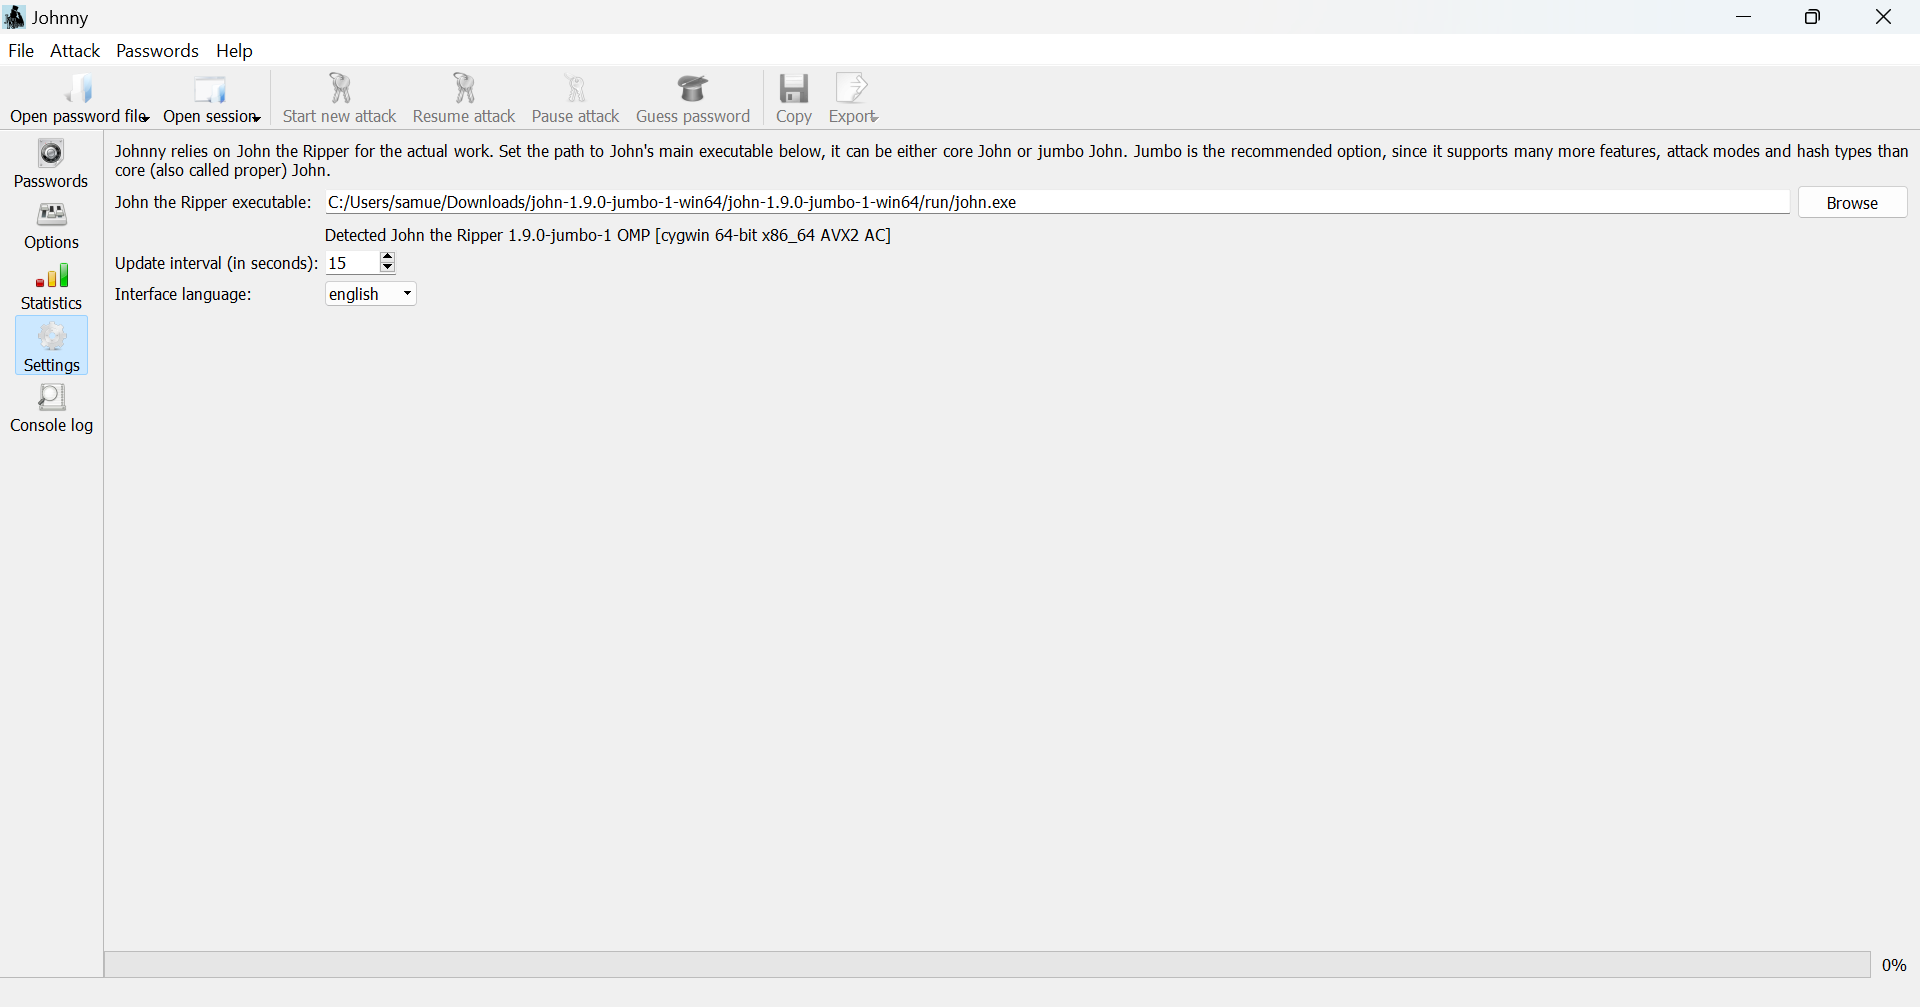 Johnny
File Attack Passwords Help
Open password file Open session Start new attack Resume attack Pause attack Guess password Copy Export
Passwords
Options
Statistics
Settings
Console log
Johnny relies on John the Ripper for the actual work. Set the path to John's main executable below, it can be either core John or jumbo John. Jumbo is the recommended option, since it supports many more features, attack modes and hash types than
core (also called proper) John.
John the Ripper executable: C:/Users/samue/Downloads/john-1.9.0-jumbo-1-win64/john-1.9.0-jumbo-1-win64/run/john.exe Browse
Detected John the Ripper 1.9.0-jumbo-1 OMP [cygwin 64-bit x86_64 AVX2 AC]
Update interval (in seconds): 15
Interface language: english
0%